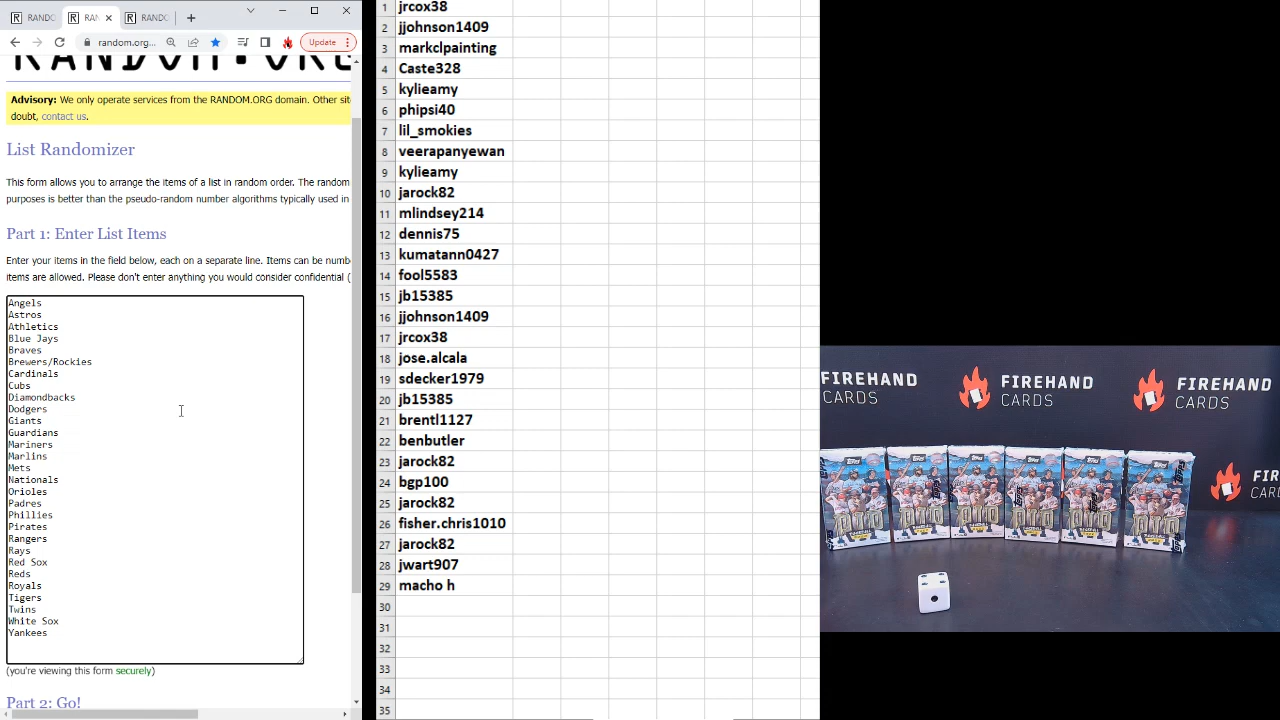 RANDO
RAN
RANDO
random.org...
Update
RANDOM.ORG
Advisory: We only operate services from the RANDOM.ORG domain. Other sit
doubt, contact us.
List Randomizer
This form allows you to arrange the items of a list in random order. The random
purposes is better than the pseudo-random number algorithms typically used in
Part 1: Enter List Items
Enter your items in the field below, each on a separate line. Items can be numb
items are allowed. Please don't enter anything you would consider confidential (
Angels
Astros
Athletics
Blue Jays
Braves
Brewers/Rockies
Cardinals
Cubs
Diamondbacks
Dodgers
Giants
Guardians
Mariners
Marlins
Mets
Nationals
Orioles
Padres
Phillies
Pirates
Rangers
Rays
Red Sox
Reds
Royals
Tigers
Twins
White Sox
Yankees
(you're viewing this form securely)
Part 2: Go!
1 jrcox38
2 jjohnson1409
3 markclpainting
4 Caste328
5 kylieamy
6 phipsi40
7 lil_smokies
8 veerapanyewan
9 kylieamy
10 jarock82
11 mlindsey214
12 dennis75
13 kumatann0427
14 fool5583
15 jb15385
16 jjohnson1409
17 jrcox38
18 jose.alcala
19 sdecker1979
20 jb15385
21 brentl1127
22 benbutler
23 jarock82
24 bgp100
25 jarock82
26 fisher.chris1010
27 jarock82
28 jwart907
29 macho h
30
31
32
33
34
35
FIREHAND
CARDS
FIREHAND
CARDS
FIREHAND
CARDS
FIR
CA